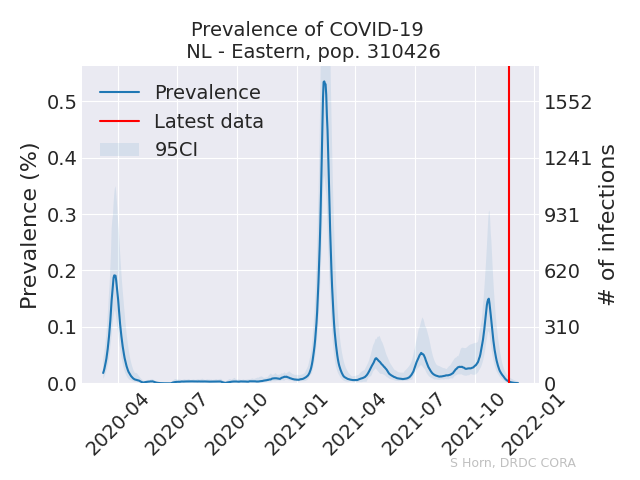 Prevalence of COVID-19
NL - Eastern, pop. 310426
Prevalence
Latest data
95CI
Prevalence (%)
0.5
0.4
0.3
0.2
0.1
0.0
1552
1241
931
620
310
0
# of infections
2020-04
2020-07
2020-10
2021-01
2021-04
2021-07
2021-10
2022-01
S Horn, DRDC CORA